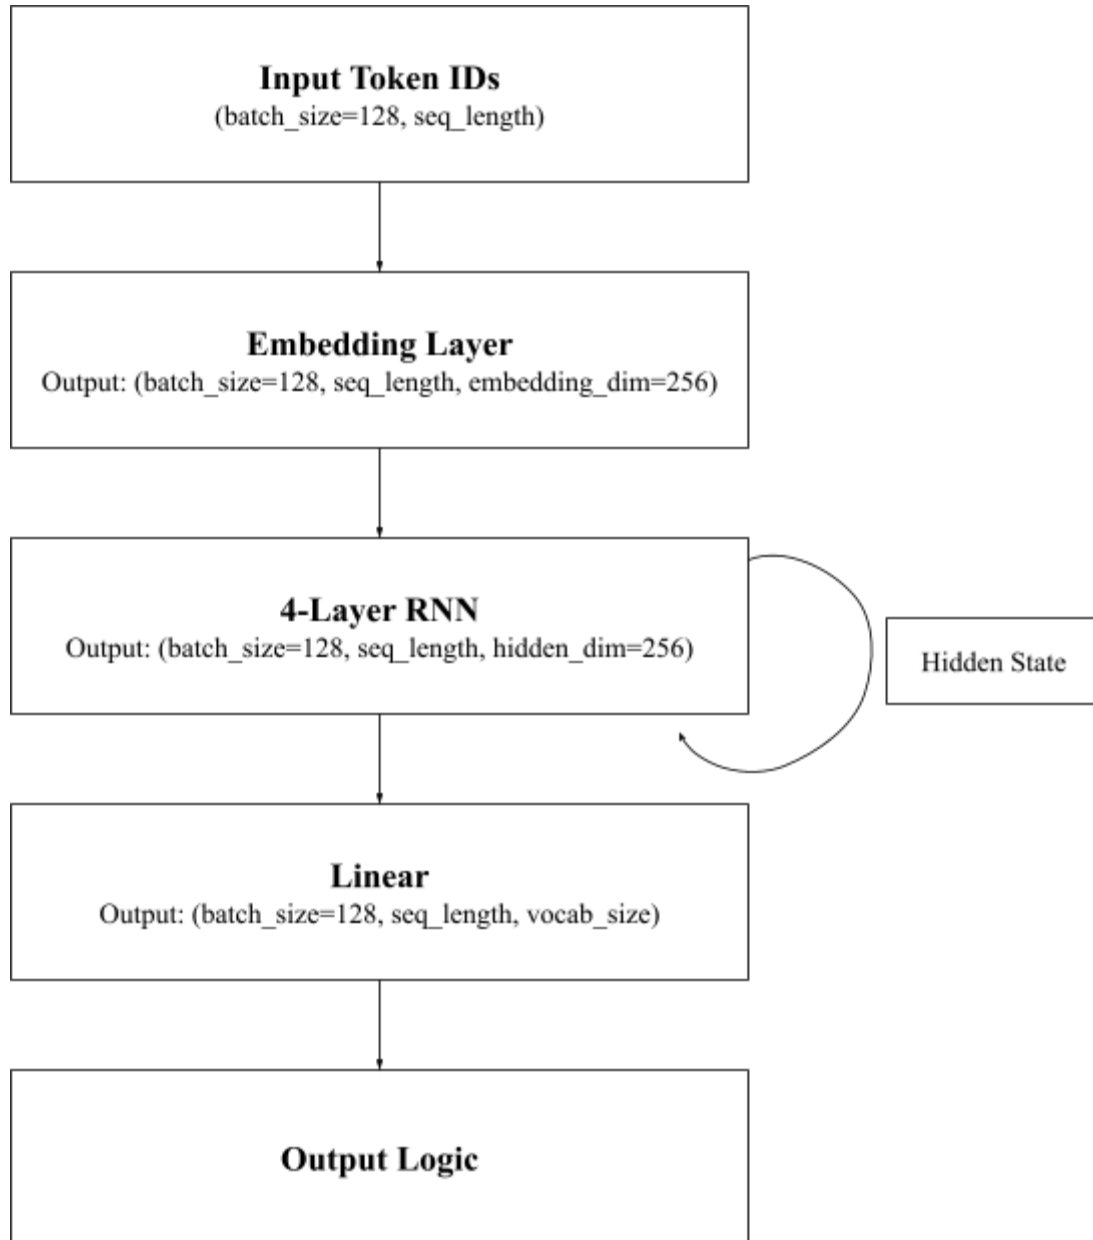 Input Token IDs
(batch_size=128, seq_length)
Embedding Layer
Output: (batch_size=128, seq_length, embedding_dim=256)
4-Layer RNN
Output: (batch_size=128, seq_length, hidden_dim=256)
Hidden State
Linear
Output: (batch_size=128, seq_length, vocab_size)
Output Logic